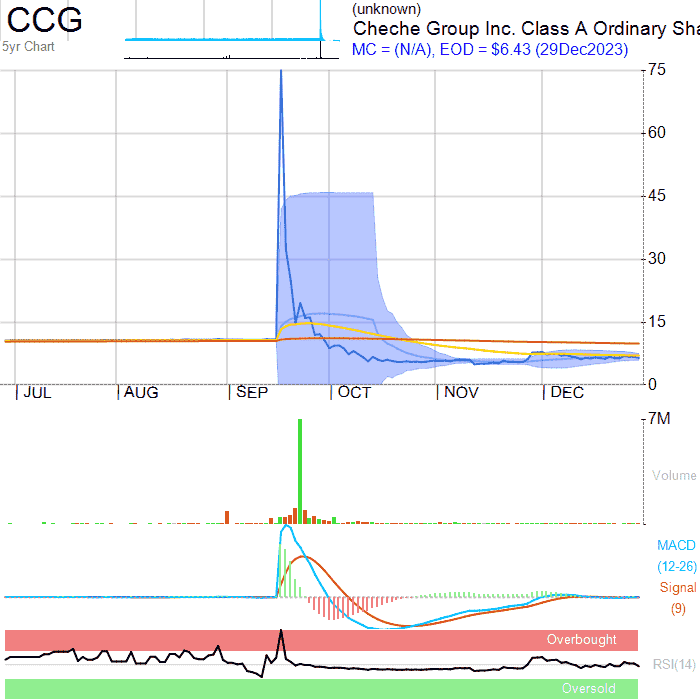 CCG
5yr Chart
(unknown)
Cheche Group Inc. Class A Ordinary Sha
MC = (N/A), EOD = $6.43 (29Dec2023)
75
60
45
30
15
0
JUL AUG SEP OCT NOV DEC
7M
Volume
MACD
(12-26)
Signal
(9)
Overbought
RSI(14)
Oversold